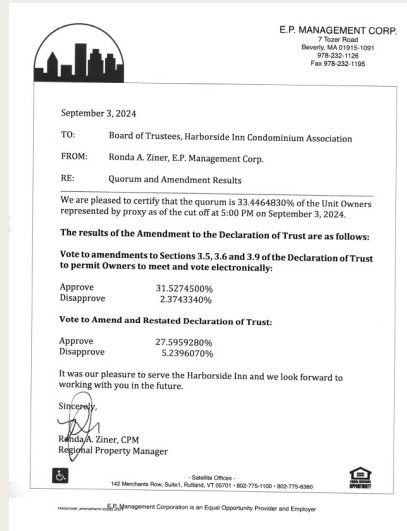 E.P. MANAGEMENT CORP.
7 Tozer Road
Beverly, MA 01915-1091
978-232-1126
Fax 978-232-1195
September 3, 2024
TO: Board of Trustees, Harborside Inn Condominium Association
FROM: Ronda A. Ziner, E.P. Management Corp.
RE: Quorum and Amendment Results
We are pleased to certify that the quorum is 33.4464830% of the Unit Owners
represented by proxy as of the cut off at 5:00 PM on September 3, 2024.
The results of the Amendment to the Declaration of Trust are as follows:
Vote to amendments to Sections 3.5, 3.6 and 3.9 of the Declaration of Trust
to permit Owners to meet and vote electronically:
Approve 31.5274500%
Disapprove 2.3743340%
Vote to Amend and Restated Declaration of Trust:
Approve 27.5959280%
Disapprove 5.2396070%
It was our pleasure to serve the Harborside Inn and we look forward to
working with you in the future.
Sincerely,
Ronda A. Ziner, CPM
Regional Property Manager
- Satellite Offices -
142 Merchants Row, Suite1, Rutland, VT 05701 • 802-775-1100 • 802-775-6360
EQUAL HOUSING
OPPORTUNITY
Harborside amendment
E.P. Management Corporation is an Equal Opportunity Provider and Employer